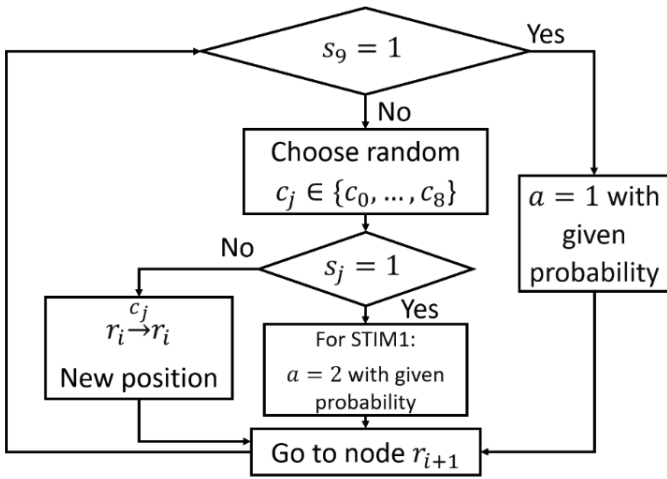 s₉ = 1
Yes
No
Choose random
cⱼ ∈ {c₀, … , c₈}
a = 1 with
given
probability
No
sⱼ = 1
Yes
cⱼ
rᵢ → rᵢ
New position
For STIM1:
a = 2 with given
probability
Go to node rᵢ₊₁